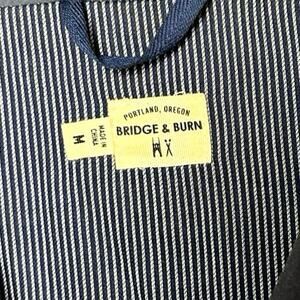 PORTLAND, OREGON
BRIDGE & BURN
MADE IN
CHINA
M